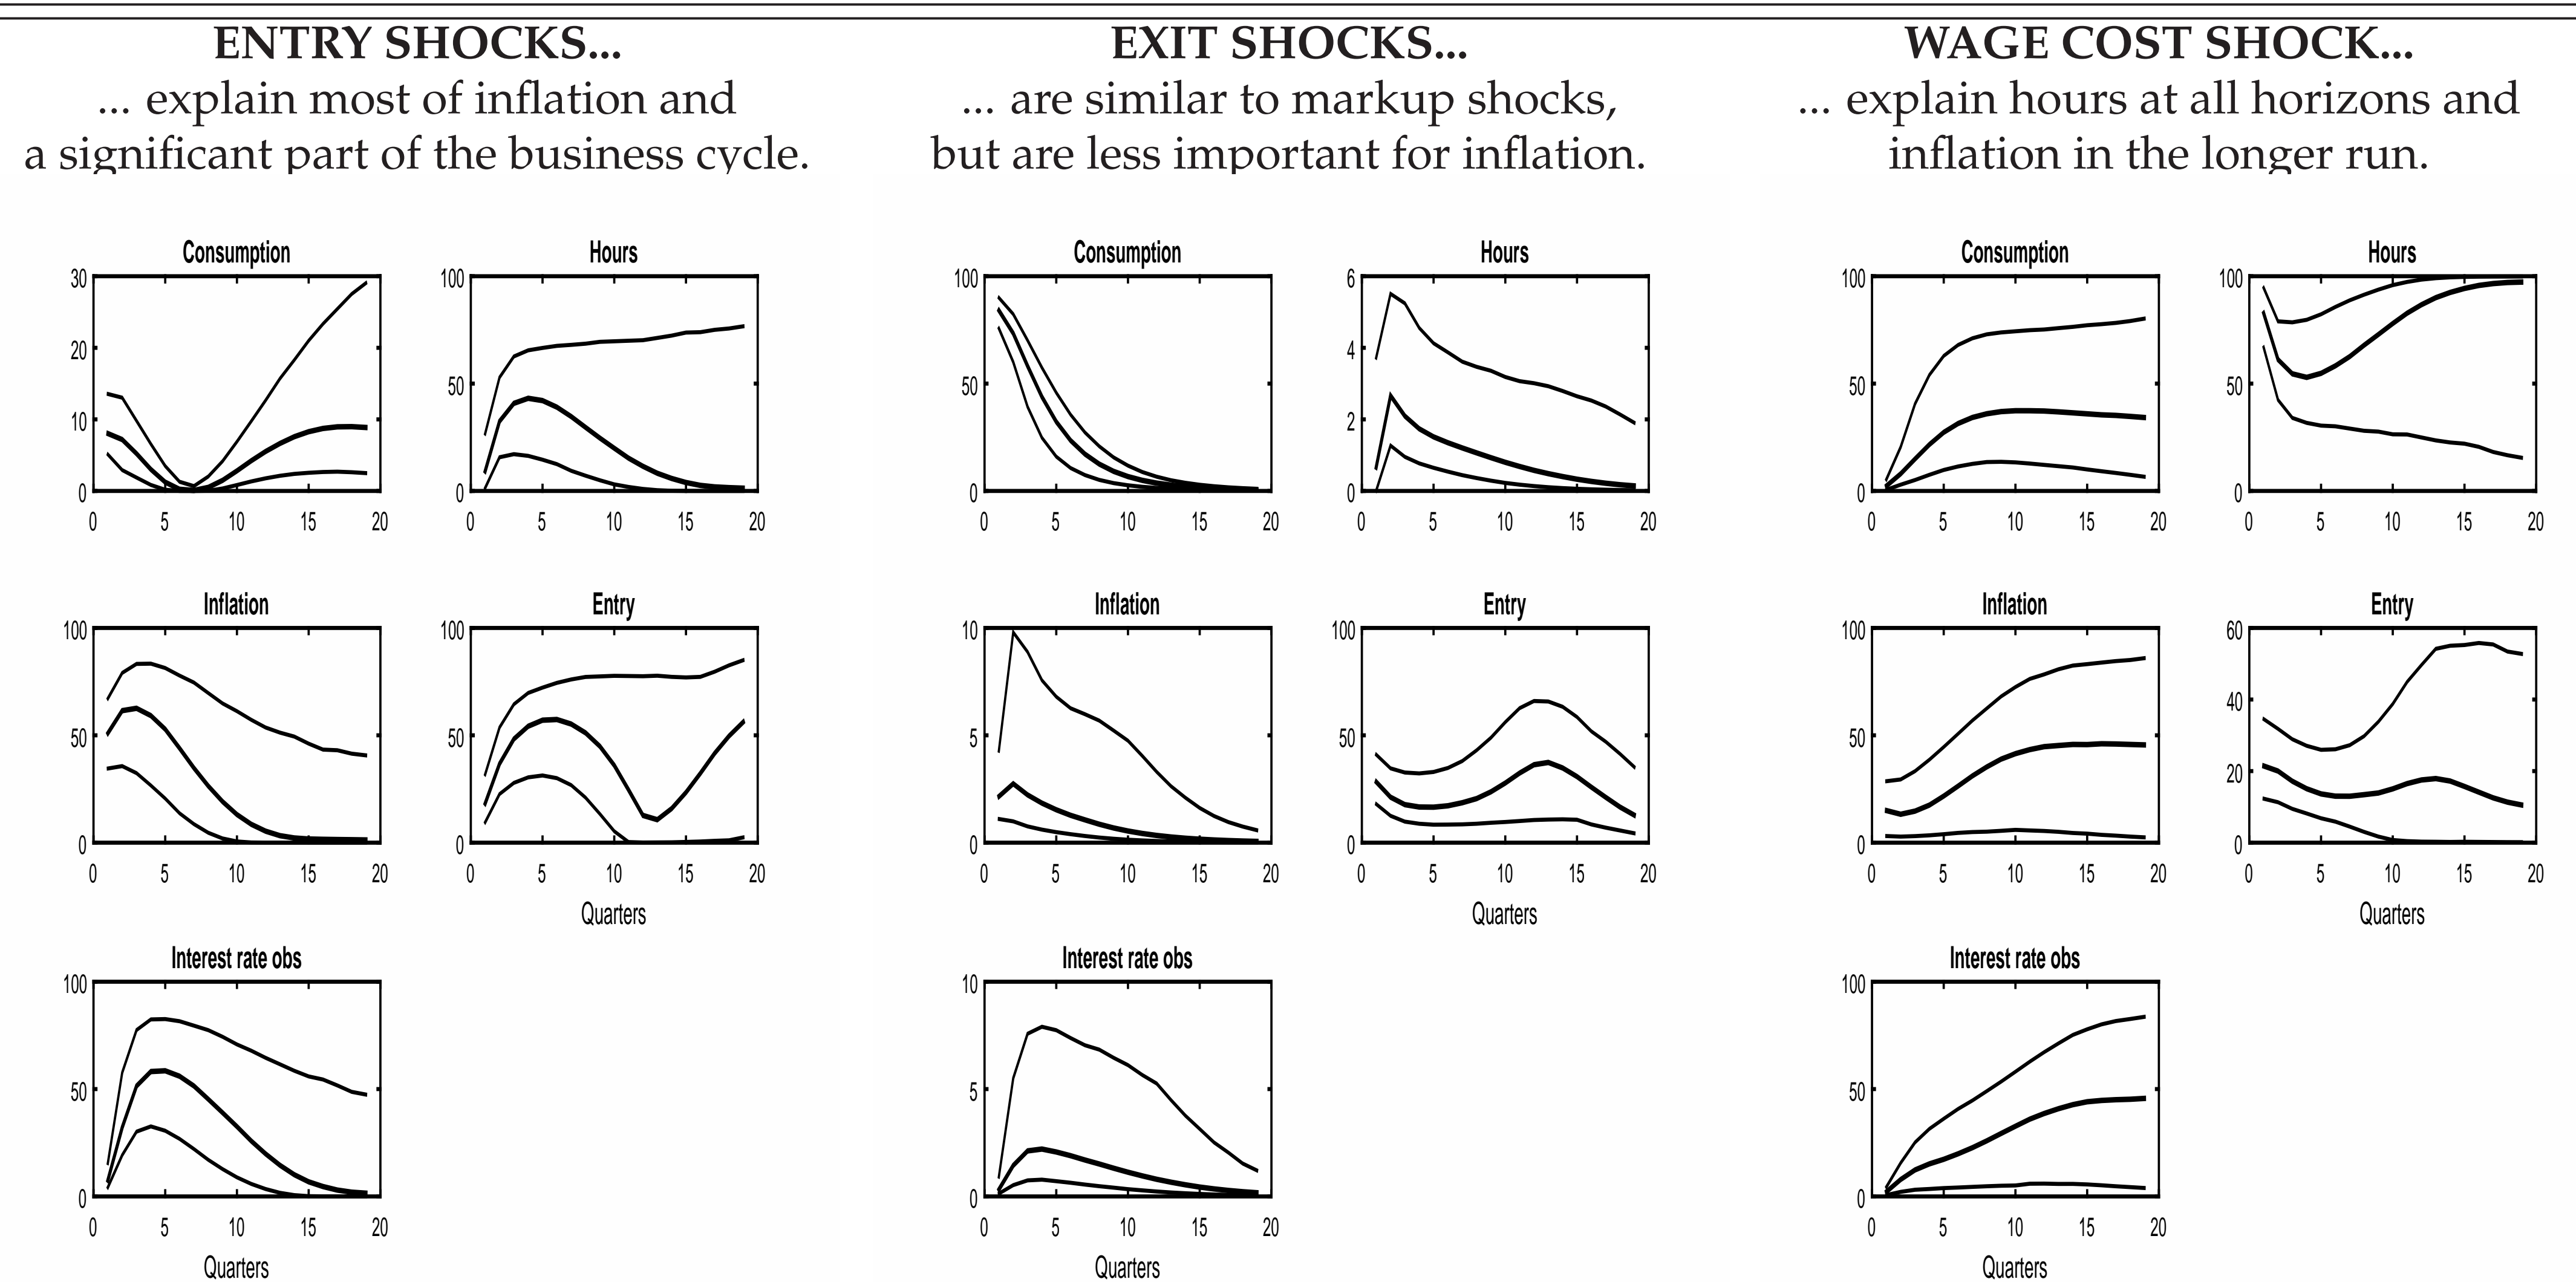 ENTRY SHOCKS...
... explain most of inflation and
a significant part of the business cycle.
Consumption
30
20
10
0
0 5 10 15 20
Hours
100
50
0
0 5 10 15 20
Inflation
100
50
0
0 5 10 15 20
Entry
100
50
0
0 5 10 15 20
Quarters
Interest rate obs
100
50
0
0 5 10 15 20
Quarters
EXIT SHOCKS...
... are similar to markup shocks,
but are less important for inflation.
Consumption
100
50
0
0 5 10 15 20
Hours
6
4
2
0
0 5 10 15 20
Inflation
10
5
0
0 5 10 15 20
Entry
100
50
0
0 5 10 15 20
Quarters
Interest rate obs
10
5
0
0 5 10 15 20
Quarters
WAGE COST SHOCK...
... explain hours at all horizons and
inflation in the longer run.
Consumption
100
50
0
0 5 10 15 20
Hours
100
50
0
0 5 10 15 20
Inflation
100
50
0
0 5 10 15 20
Entry
60
40
20
0
0 5 10 15 20
Quarters
Interest rate obs
100
50
0
0 5 10 15 20
Quarters